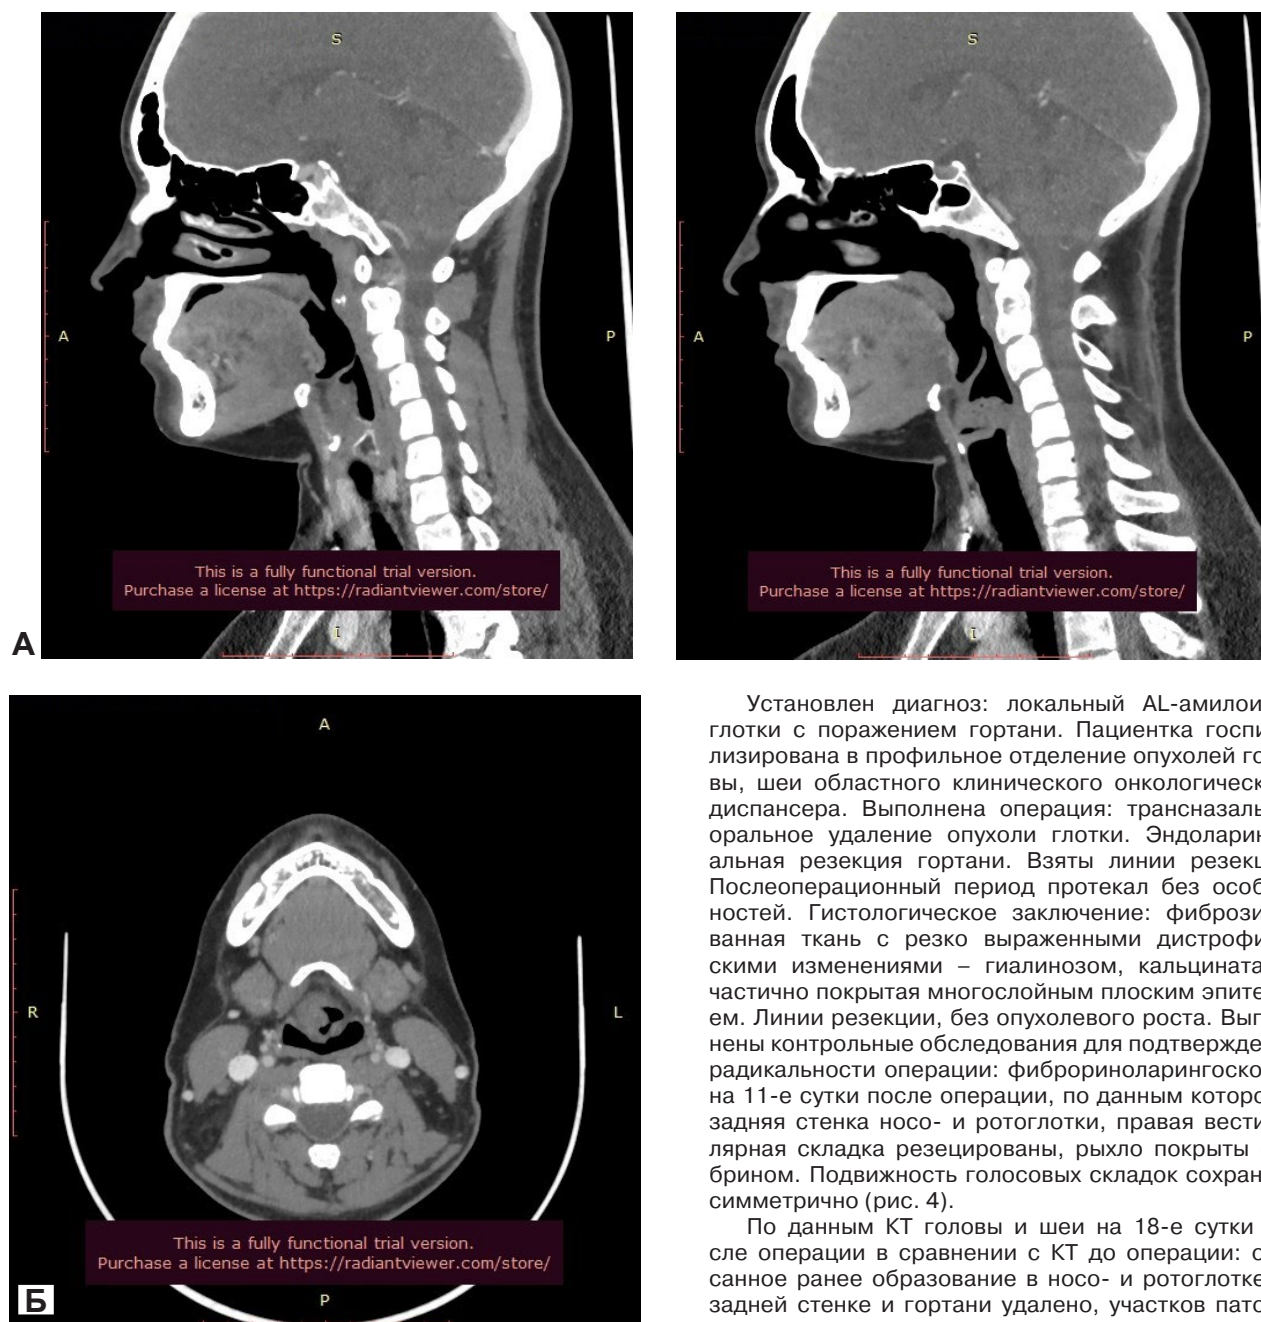 S
A
P
This is a fully functional trial version.
Purchase a license at https://radiantviewer.com/store/
I
А
S
A
P
This is a fully functional trial version.
Purchase a license at https://radiantviewer.com/store/
I
A
R
L
This is a fully functional trial version.
Purchase a license at https://radiantviewer.com/store/
P
Б
Установлен диагноз: локальный AL-амилои
глотки с поражением гортани. Пациентка госпи
лизирована в профильное отделение опухолей го
вы, шеи областного клинического онкологическ
диспансера. Выполнена операция: трансназаль
оральное удаление опухоли глотки. Эндоларин
альная резекция гортани. Взяты линии резекц
Послеоперационный период протекал без особ
ностей. Гистологическое заключение: фибрози
ванная ткань с резко выраженными дистрофи
скими изменениями – гиалинозом, кальцината
частично покрытая многослойным плоским эпите
ем. Линии резекции, без опухолевого роста. Вып
нены контрольные обследования для подтвержде
радикальности операции: фиброриноларингоско
на 11-е сутки после операции, по данным которо
задняя стенка носо- и ротоглотки, правая вести
лярная складка резецированы, рыхло покрыты
брином. Подвижность голосовых складок сохран
симметрично (рис. 4).
По данным КТ головы и шеи на 18-е сутки
сле операции в сравнении с КТ до операции: о
санное ранее образование в носо- и ротоглотке
задней стенке и гортани удалено, участков пато